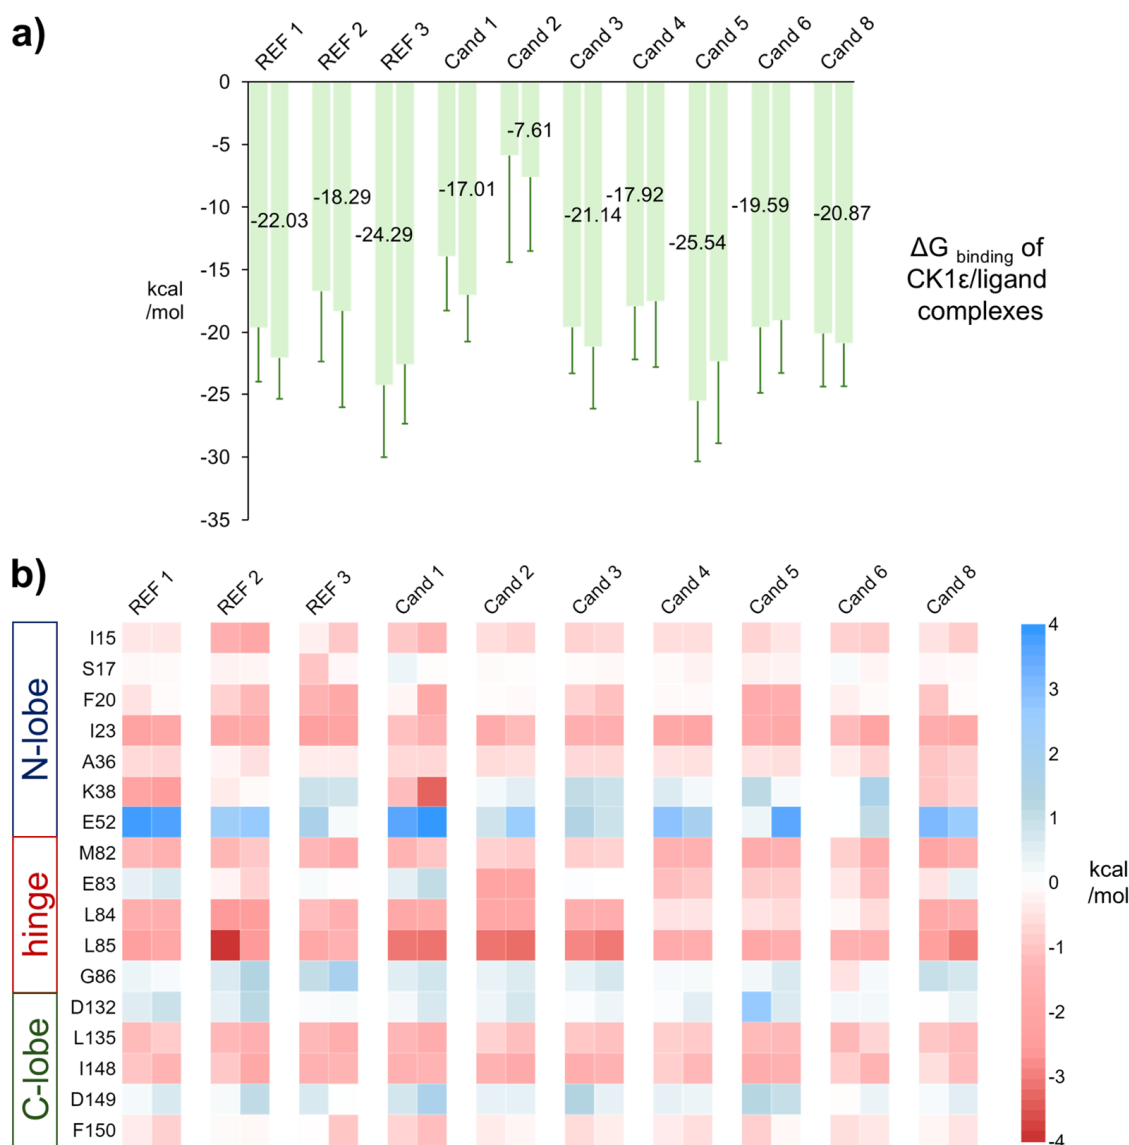 a)
REF 1 REF 2 REF 3 Cand 1 Cand 2 Cand 3 Cand 4 Cand 5 Cand 6 Cand 8
0
-5
-10
-15
-20
-25
-30
-35
kcal
/mol
-22.03
-18.29
-24.29
-17.01
-7.61
-21.14
-17.92
-25.54
-19.59
-20.87
ΔG binding of
CK1ε/ligand
complexes
b)
REF 1 REF 2 REF 3 Cand 1 Cand 2 Cand 3 Cand 4 Cand 5 Cand 6 Cand 8
N-lobe
hinge
C-lobe
I15
S17
F20
I23
A36
K38
E52
M82
E83
L84
L85
G86
D132
L135
I148
D149
F150
4
3
2
1
0
-1
-2
-3
-4
kcal
/mol